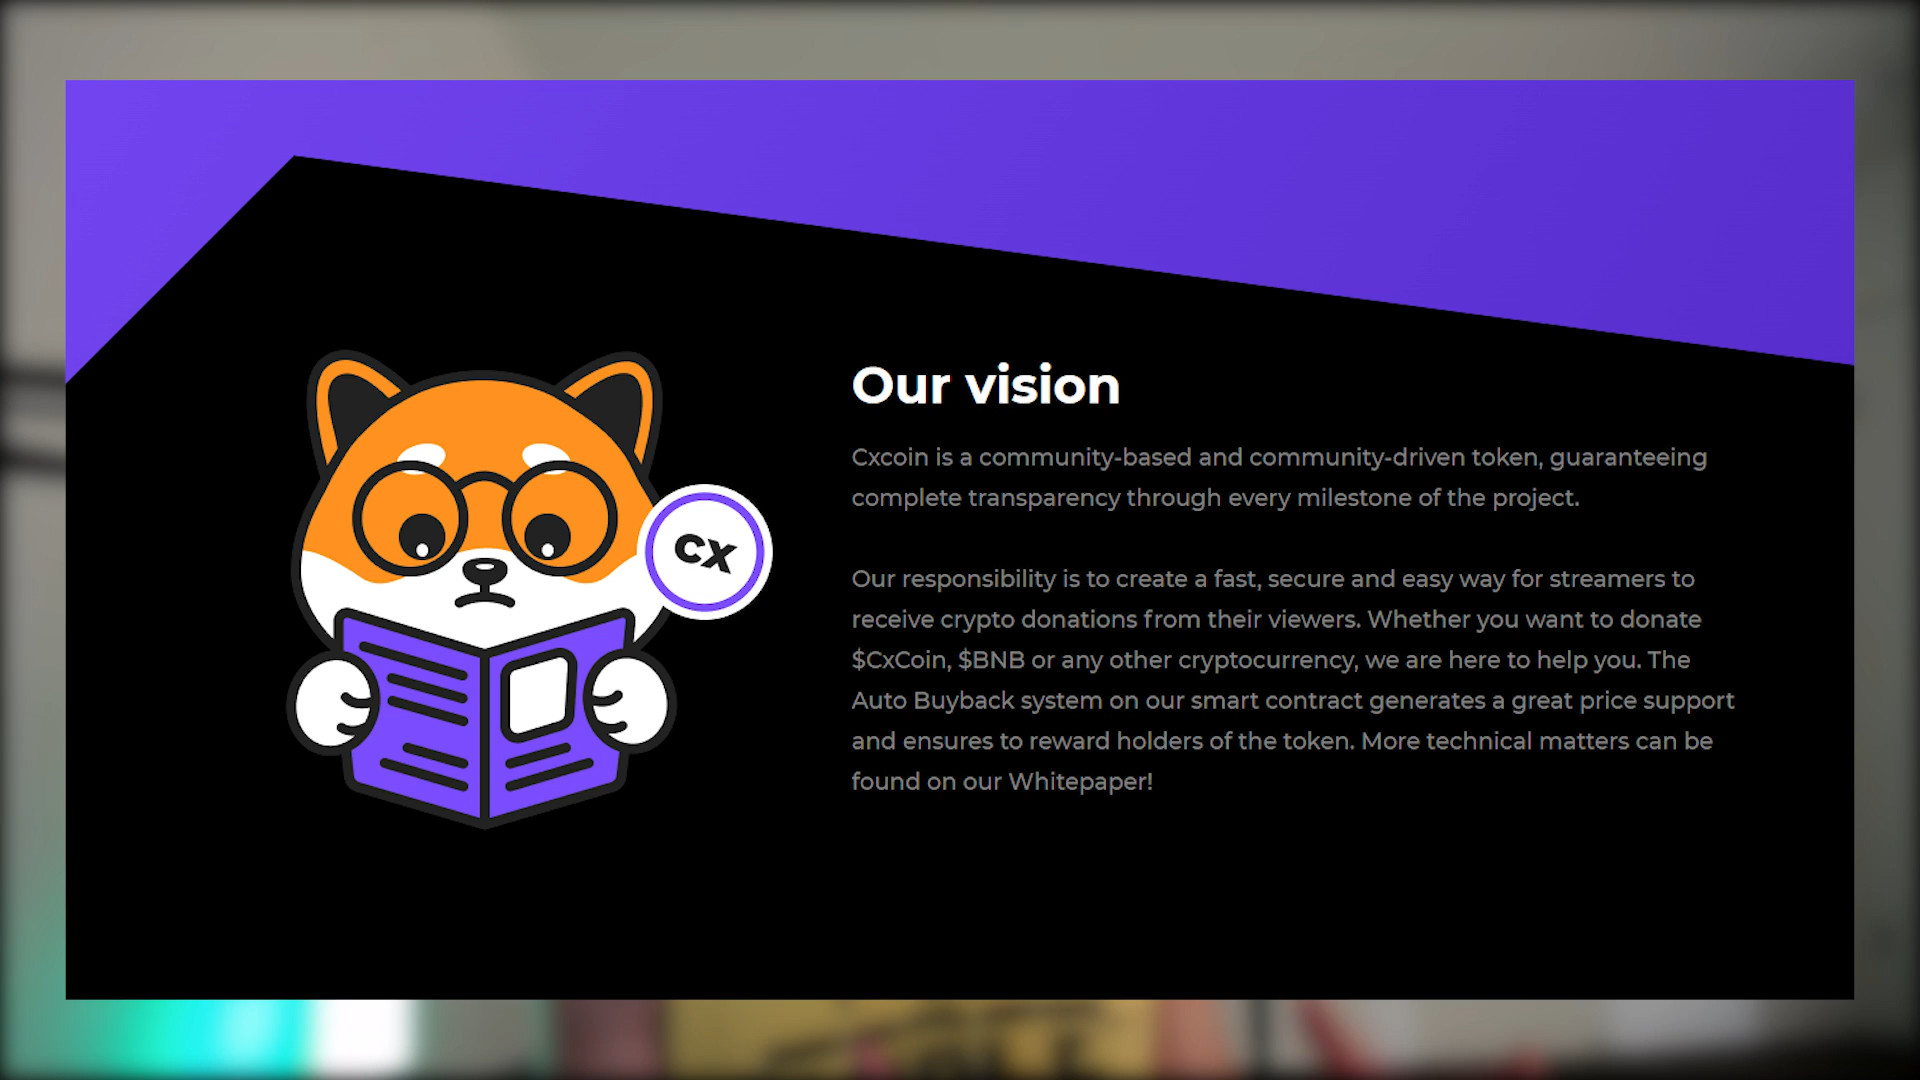 Our vision
Cxcoin is a community-based and community-driven token, guaranteeing
complete transparency through every milestone of the project.
Our responsibility is to create a fast, secure and easy way for streamers to
receive crypto donations from their viewers. Whether you want to donate
$CxCoin, $BNB or any other cryptocurrency, we are here to help you. The
Auto Buyback system on our smart contract generates a great price support
and ensures to reward holders of the token. More technical matters can be
found on our Whitepaper!
CX